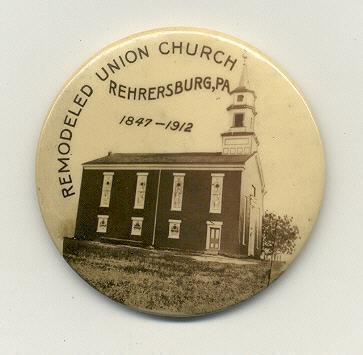 REMODELED UNION CHURCH
REHRERSBURG, PA
1847-1912